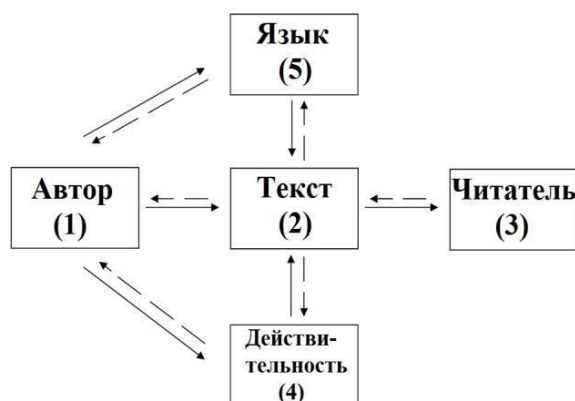 Язык
(5)
Автор
(1)
Текст
(2)
Читатель
(3)
Действи-
тельность
(4)